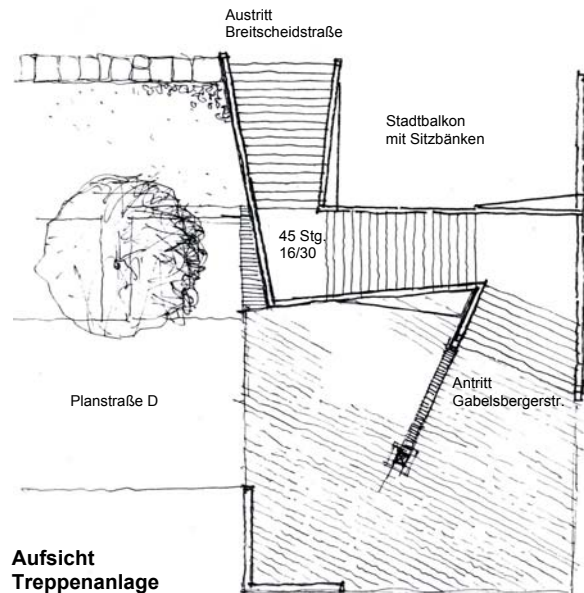 Austritt
Breitscheidstraße
Stadtbalkon
mit Sitzbänken
45 Stg.
16/30
Planstraße D
Antritt
Gabelsbergerstr.
Aufsicht
Treppenanlage